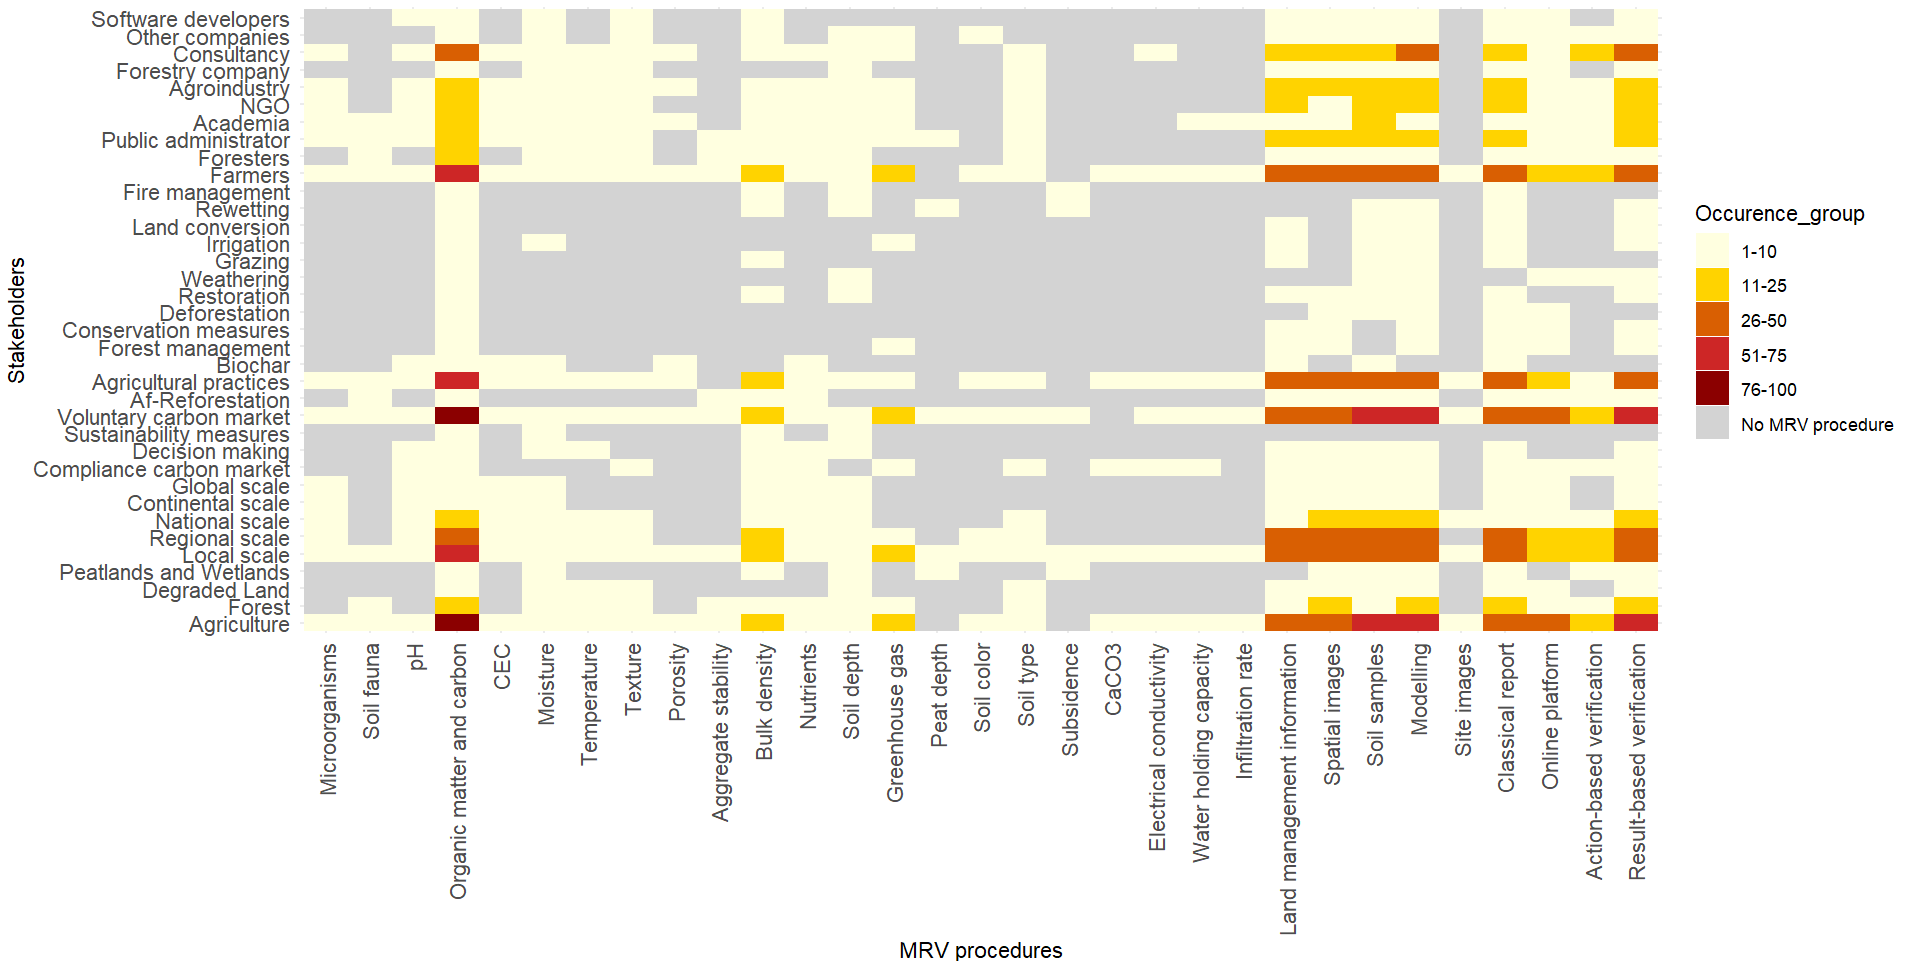 Software developers
Other companies
Consultancy
Forestry company
Agroindustry
NGO
Academia
Public administrator
Foresters
Farmers
Fire management
Rewetting
Land conversion
Irrigation
Grazing
Weathering
Restoration
Deforestation
Conservation measures
Forest management
Biochar
Agricultural practices
Af-Reforestation
Voluntary carbon market
Sustainability measures
Decision making
Compliance carbon market
Global scale
Continental scale
National scale
Regional scale
Local scale
Peatlands and Wetlands
Degraded Land
Forest
Agriculture
Stakeholders
Microorganisms
Soil fauna
pH
Organic matter and carbon
CEC
Moisture
Temperature
Texture
Porosity
Aggregate stability
Bulk density
Nutrients
Soil depth
Greenhouse gas
Peat depth
Soil color
Soil type
Subsidence
CaCO3
Electrical conductivity
Water holding capacity
Infiltration rate
Land management information
Spatial images
Soil samples
Modelling
Site images
Classical report
Online platform
Action-based verification
Result-based verification
MRV procedures
Occurence_group
1-10
11-25
26-50
51-75
76-100
No MRV procedure